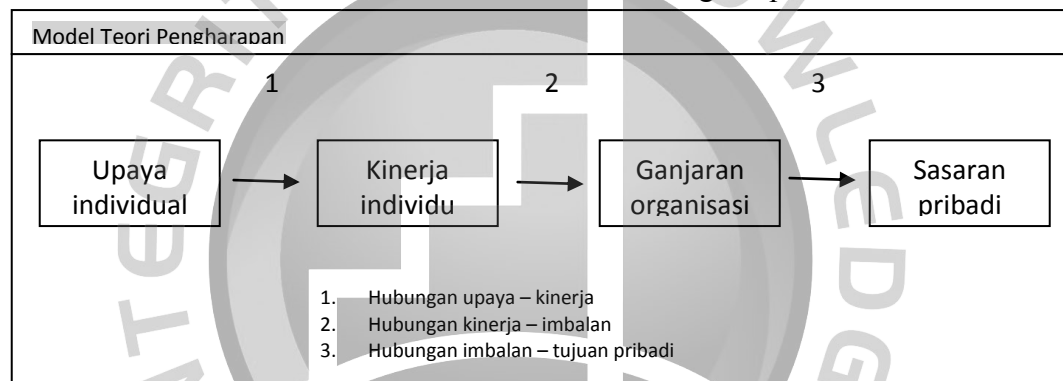 Model Teori Pengharapan
1 2 3
Upaya
individual
Kinerja
individu
Ganjaran
organisasi
Sasaran
pribadi
1. Hubungan upaya – kinerja
2. Hubungan kinerja – imbalan
3. Hubungan imbalan – tujuan pribadi